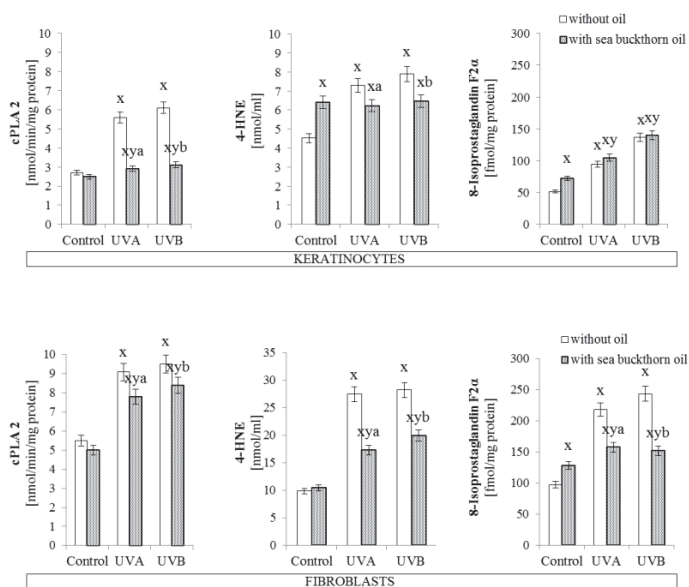 without oil
with sea buckthorn oil
cPLA 2
[nmol/min/mg protein]
10
9
8
7
6
5
4
3
2
1
0
x
x
xya
xyb
Control UVA UVB
4-HNE
[nmol/ml]
10
9
8
7
6
5
4
3
2
1
0
x
x
xa
x
xb
Control UVA UVB
8-Isoprostaglandin F2α
[fmol/mg protein]
300
250
200
150
100
50
0
x
x
xy
x
xy
Control UVA UVB
KERATINOCYTES
without oil
with sea buckthorn oil
cPLA 2
[nmol/min/mg protein]
10
9
8
7
6
5
4
3
2
1
0
x
xya
x
xyb
Control UVA UVB
4-HNE
[nmol/ml]
35
30
25
20
15
10
5
0
x
xya
x
xyb
Control UVA UVB
8-Isoprostaglandin F2α
[fmol/mg protein]
300
250
200
150
100
50
0
x
x
xya
x
xyb
Control UVA UVB
FIBROBLASTS